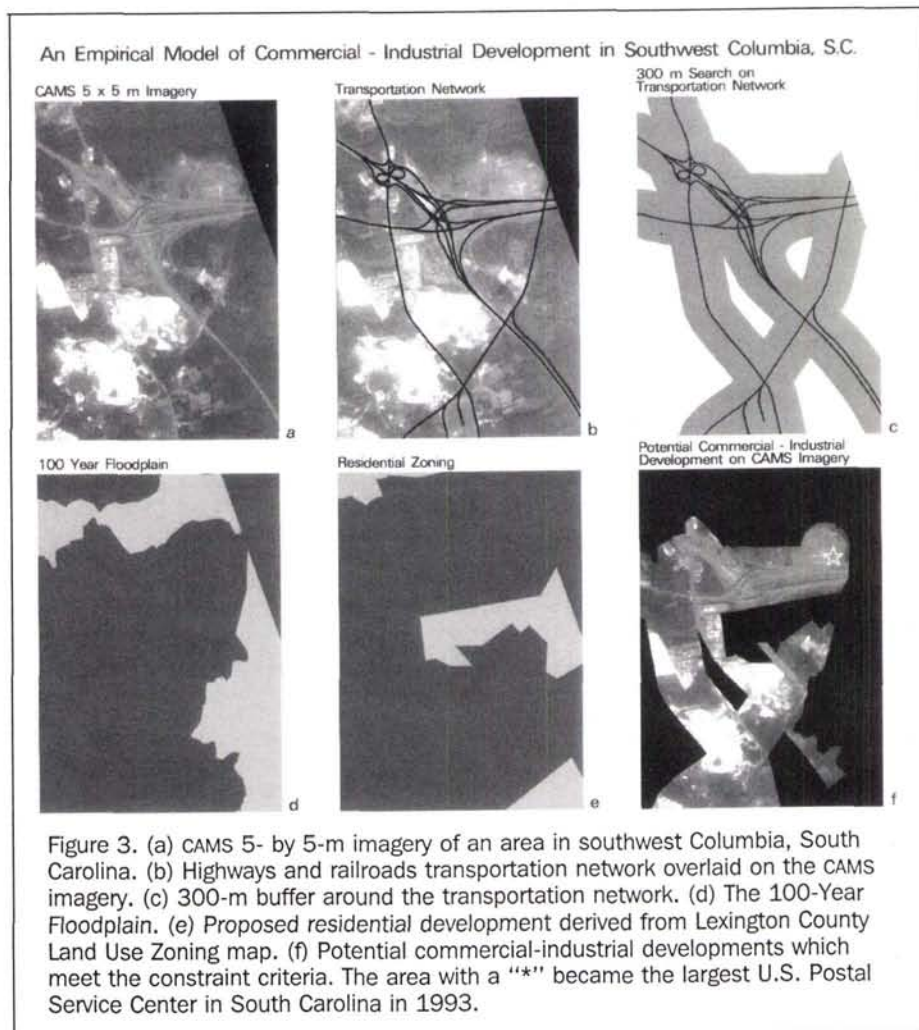 An Empirical Model of Commercial - Industrial Development in Southwest Columbia, S.C.
CAMS 5 x 5 m Imagery
Transportation Network
300 m Search on
Transportation Network
a
b
c
100 Year Floodplain
Residential Zoning
Potential Commercial - Industrial
Development on CAMS Imagery
d
e
f
Figure 3. (a) CAMS 5- by 5-m imagery of an area in southwest Columbia, South
Carolina. (b) Highways and railroads transportation network overlaid on the CAMS
imagery. (c) 300-m buffer around the transportation network. (d) The 100-Year
Floodplain. (e) Proposed residential development derived from Lexington County
Land Use Zoning map. (f) Potential commercial-industrial developments which
meet the constraint criteria. The area with a "*" became the largest U.S. Postal
Service Center in South Carolina in 1993.